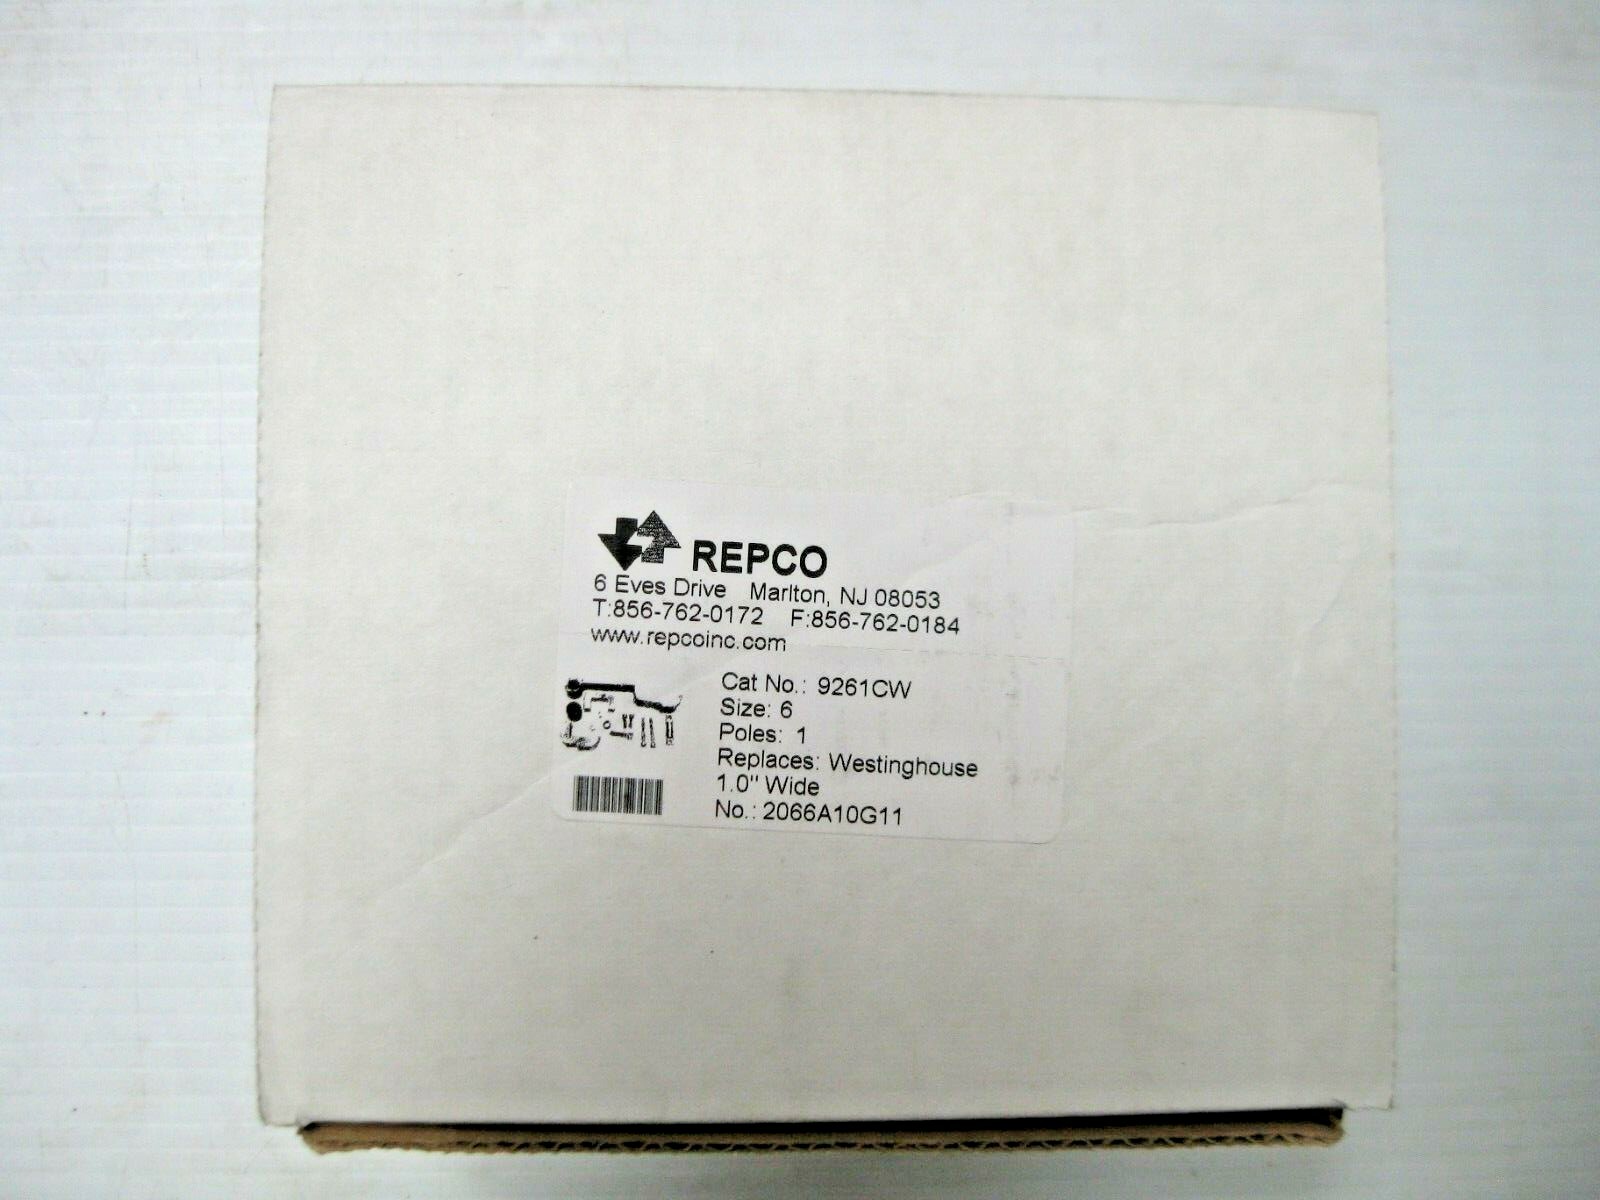 REPCO
6 Eves Drive Marlton, NJ 08053
T:856-762-0172 F:856-762-0184
www.repcoinc.com
Cat No.: 9261CW
Size: 6
Poles: 1
Replaces: Westinghouse
1.0" Wide
No.: 2066A10G11